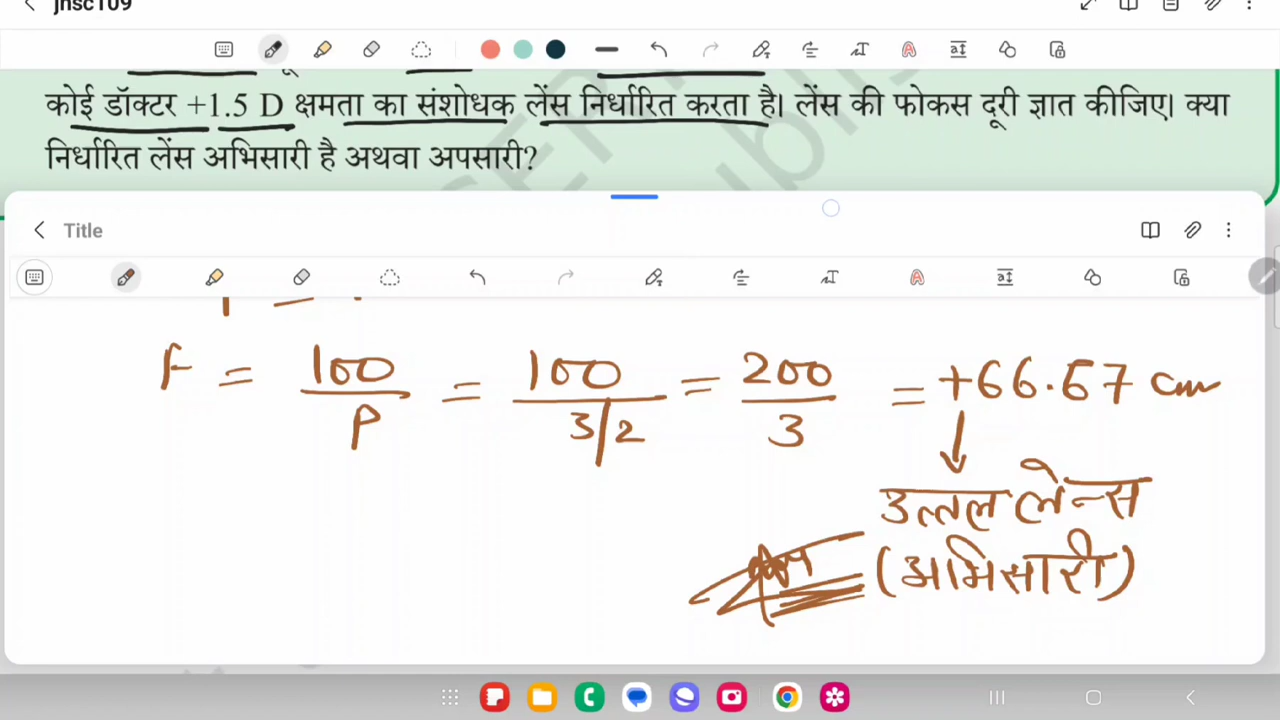 jhsc109
कोई डॉक्टर +1.5 D क्षमता का संशोधक लेंस निर्धारित करता है। लेंस की फोकस दूरी ज्ञात कीजिए। क्या
निर्धारित लेंस अभिसारी है अथवा अपसारी?
Title
F = 100/P = 100/3/2 = 200/3 = +66.67 cm
उत्तल लेन्स
(अभिसारी)